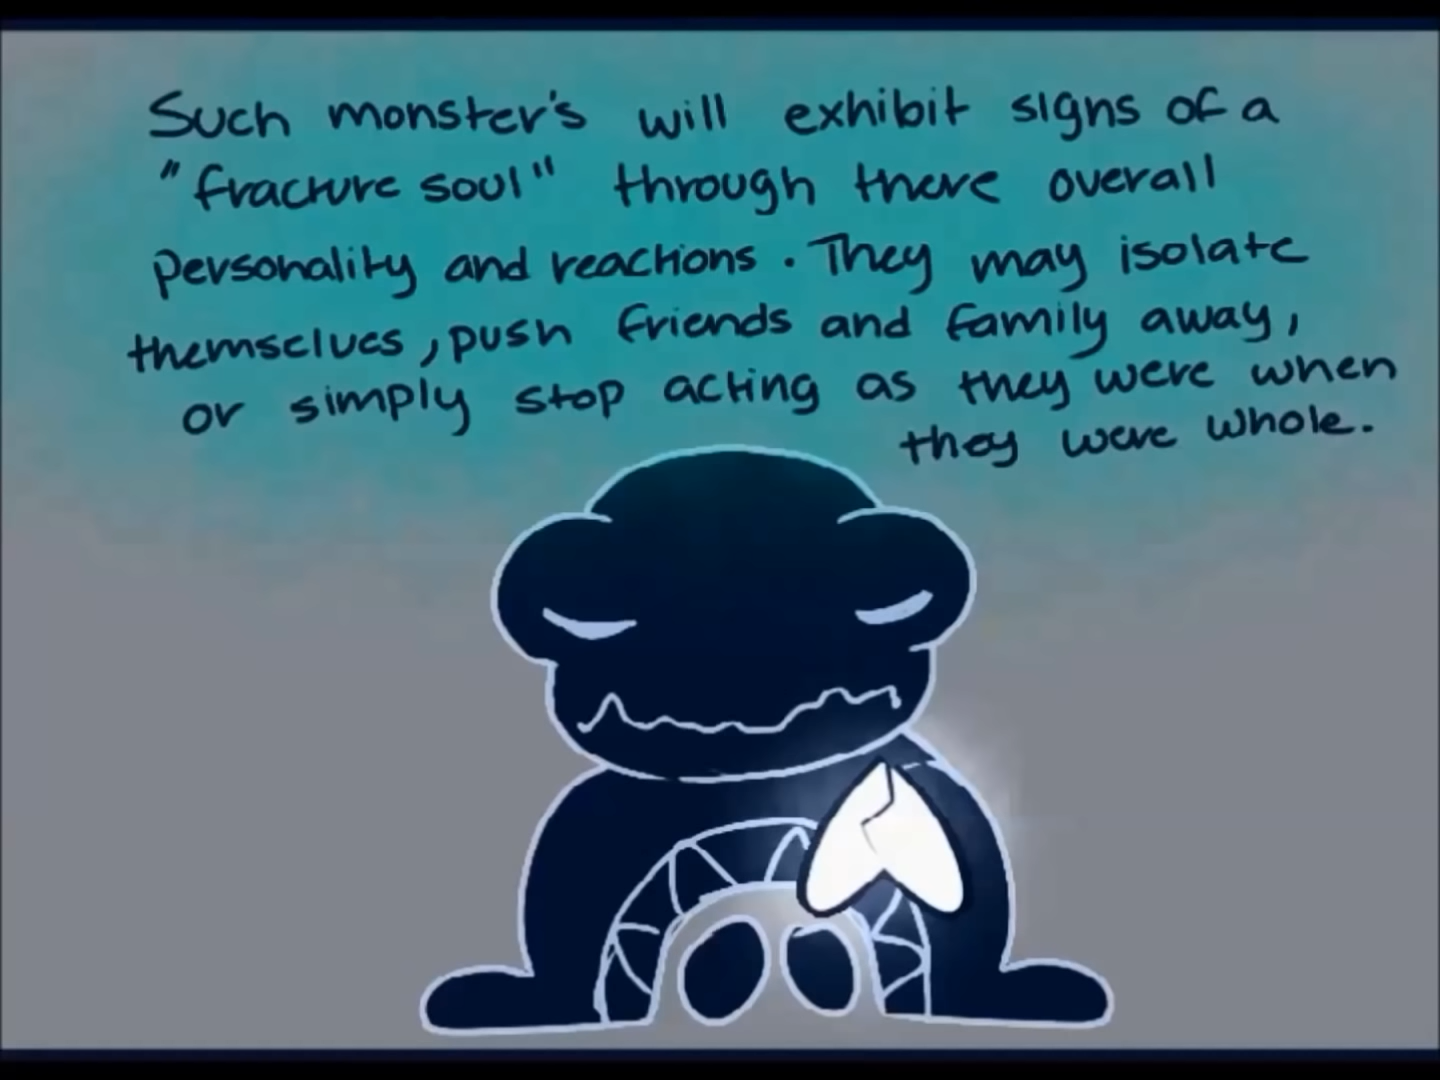 Such monster's will exhibit signs of a
"fracture soul" through there overall
personality and reactions. They may isolate
themselves, push friends and family away,
or simply stop acting as they were when
they were whole.